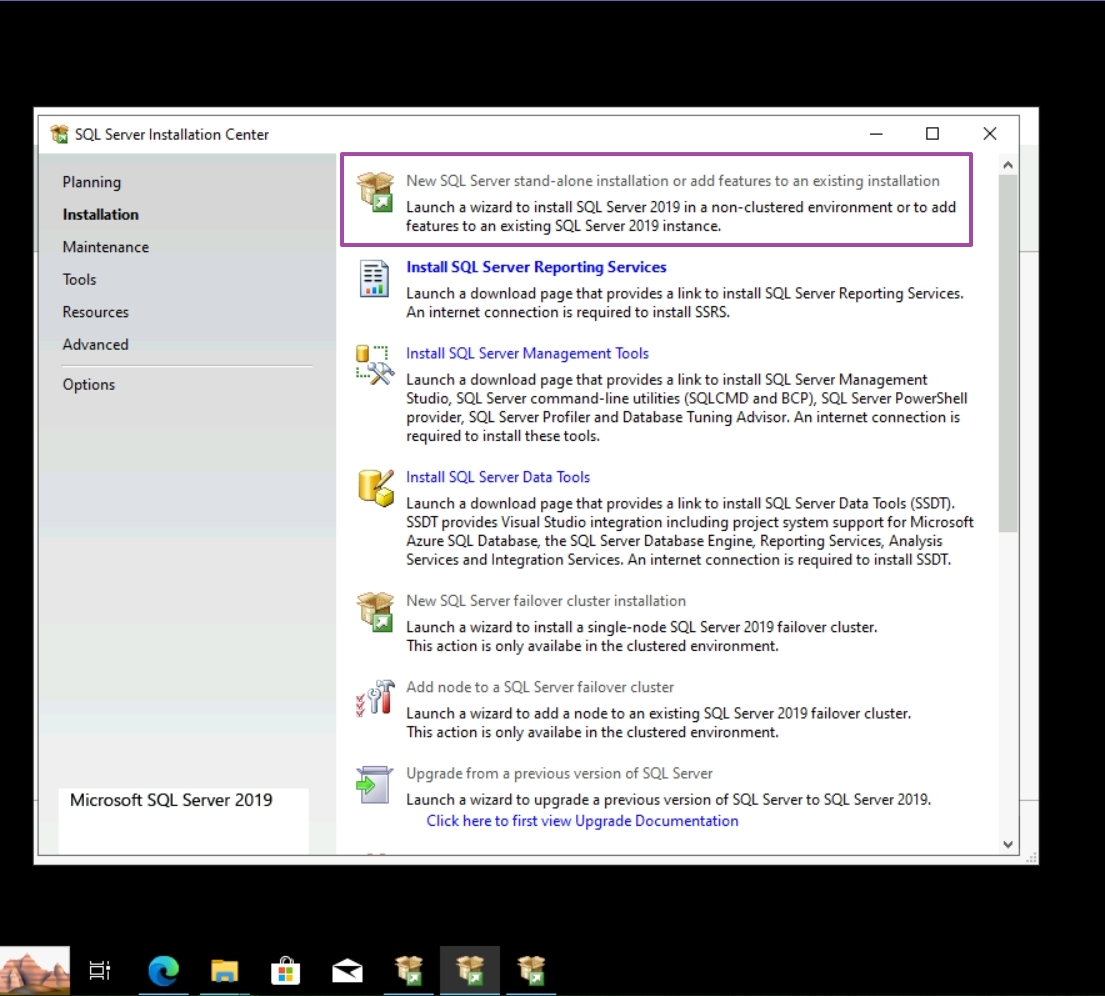 SQL Server Installation Center
Planning
Installation
Maintenance
Tools
Resources
Advanced
Options
Microsoft SQL Server 2019
New SQL Server stand-alone installation or add features to an existing installation
Launch a wizard to install SQL Server 2019 in a non-clustered environment or to add
features to an existing SQL Server 2019 instance.
Install SQL Server Reporting Services
Launch a download page that provides a link to install SQL Server Reporting Services.
An internet connection is required to install SSRS.
Install SQL Server Management Tools
Launch a download page that provides a link to install SQL Server Management
Studio, SQL Server command-line utilities (SQLCMD and BCP), SQL Server PowerShell
provider, SQL Server Profiler and Database Tuning Advisor. An internet connection is
required to install these tools.
Install SQL Server Data Tools
Launch a download page that provides a link to install SQL Server Data Tools (SSDT).
SSDT provides Visual Studio integration including project system support for Microsoft
Azure SQL Database, the SQL Server Database Engine, Reporting Services, Analysis
Services and Integration Services. An internet connection is required to install SSDT.
New SQL Server failover cluster installation
Launch a wizard to install a single-node SQL Server 2019 failover cluster.
This action is only availabe in the clustered environment.
Add node to a SQL Server failover cluster
Launch a wizard to add a node to an existing SQL Server 2019 failover cluster.
This action is only availabe in the clustered environment.
Upgrade from a previous version of SQL Server
Launch a wizard to upgrade a previous version of SQL Server to SQL Server 2019.
Click here to first view Upgrade Documentation